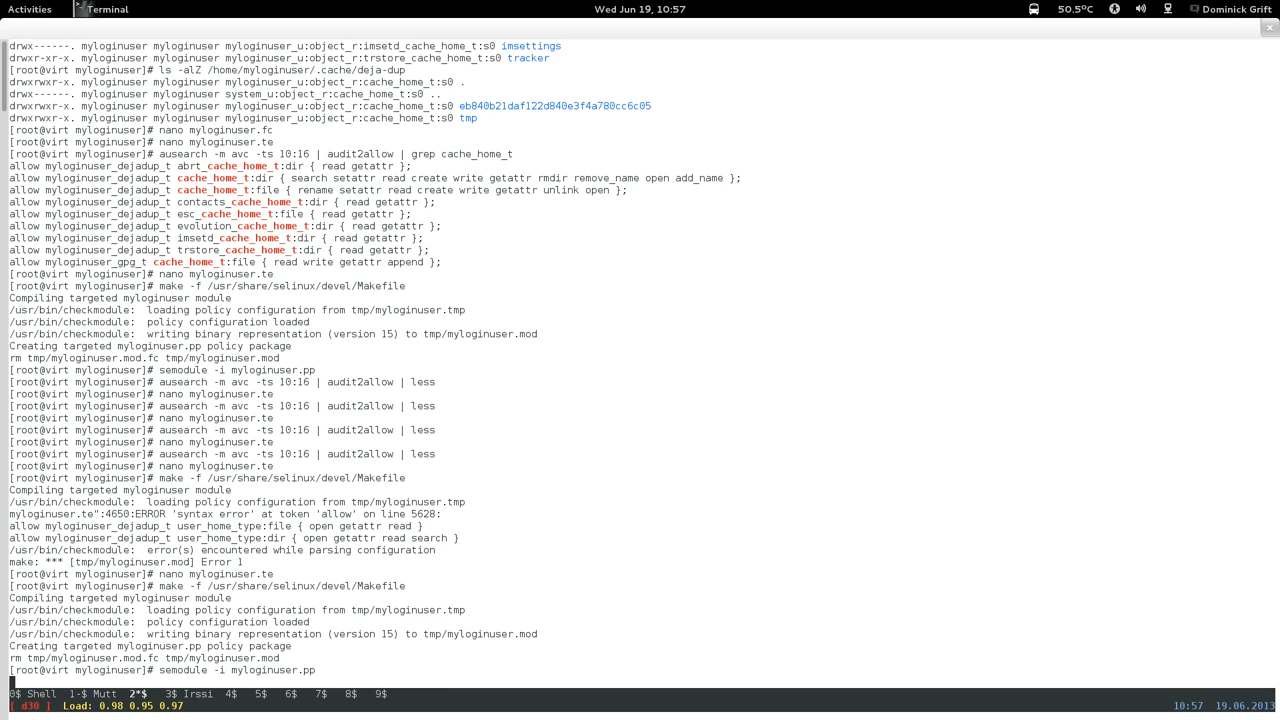 Activities Terminal Wed Jun 19, 10:57 50.5°C Dominick Grift
drwx------. myloginuser myloginuser myloginuser_u:object_r:imsetd_cache_home_t:s0 imsettings
drwxr-xr-x. myloginuser myloginuser myloginuser_u:object_r:trstore_cache_home_t:s0 tracker
[root@virt myloginuser]# ls -alZ /home/myloginuser/.cache/deja-dup
drwxrwxr-x. myloginuser myloginuser myloginuser_u:object_r:cache_home_t:s0 .
drwx------. myloginuser myloginuser system_u:object_r:cache_home_t:s0 ..
drwxrwxr-x. myloginuser myloginuser myloginuser_u:object_r:cache_home_t:s0 eb840b21daf122d840e3f4a780cc6c05
drwxrwxr-x. myloginuser myloginuser myloginuser_u:object_r:cache_home_t:s0 tmp
[root@virt myloginuser]# nano myloginuser.fc
[root@virt myloginuser]# nano myloginuser.te
[root@virt myloginuser]# ausearch -m avc -ts 10:16 | audit2allow | grep cache_home_t
allow myloginuser_dejadup_t abrt_cache_home_t:dir { read getattr };
allow myloginuser_dejadup_t cache_home_t:dir { search setattr read create write getattr rmdir remove_name open add_name };
allow myloginuser_dejadup_t cache_home_t:file { rename setattr read create write getattr unlink open };
allow myloginuser_dejadup_t contacts_cache_home_t:dir { read getattr };
allow myloginuser_dejadup_t esc_cache_home_t:file { read getattr };
allow myloginuser_dejadup_t evolution_cache_home_t:dir { read getattr };
allow myloginuser_dejadup_t imsetd_cache_home_t:dir { read getattr };
allow myloginuser_dejadup_t trstore_cache_home_t:dir { read getattr };
allow myloginuser_gpg_t cache_home_t:file { read write getattr append };
[root@virt myloginuser]# nano myloginuser.te
[root@virt myloginuser]# make -f /usr/share/selinux/devel/Makefile
Compiling targeted myloginuser module
/usr/bin/checkmodule:  loading policy configuration from tmp/myloginuser.tmp
/usr/bin/checkmodule:  policy configuration loaded
/usr/bin/checkmodule:  writing binary representation (version 15) to tmp/myloginuser.mod
Creating targeted myloginuser.pp policy package
rm tmp/myloginuser.mod.fc tmp/myloginuser.mod
[root@virt myloginuser]# semodule -i myloginuser.pp
[root@virt myloginuser]# ausearch -m avc -ts 10:16 | audit2allow | less
[root@virt myloginuser]# nano myloginuser.te
[root@virt myloginuser]# ausearch -m avc -ts 10:16 | audit2allow | less
[root@virt myloginuser]# nano myloginuser.te
[root@virt myloginuser]# ausearch -m avc -ts 10:16 | audit2allow | less
[root@virt myloginuser]# nano myloginuser.te
[root@virt myloginuser]# ausearch -m avc -ts 10:16 | audit2allow | less
[root@virt myloginuser]# nano myloginuser.te
[root@virt myloginuser]# make -f /usr/share/selinux/devel/Makefile
Compiling targeted myloginuser module
/usr/bin/checkmodule:  loading policy configuration from tmp/myloginuser.tmp
myloginuser.te":4650:ERROR 'syntax error' at token 'allow' on line 5628:
allow myloginuser_dejadup_t user_home_type:file { open getattr read }
allow myloginuser_dejadup_t user_home_type:dir { open getattr read search }
/usr/bin/checkmodule:  error(s) encountered while parsing configuration
make: *** [tmp/myloginuser.mod] Error 1
[root@virt myloginuser]# nano myloginuser.te
[root@virt myloginuser]# make -f /usr/share/selinux/devel/Makefile
Compiling targeted myloginuser module
/usr/bin/checkmodule:  loading policy configuration from tmp/myloginuser.tmp
/usr/bin/checkmodule:  policy configuration loaded
/usr/bin/checkmodule:  writing binary representation (version 15) to tmp/myloginuser.mod
Creating targeted myloginuser.pp policy package
rm tmp/myloginuser.mod.fc tmp/myloginuser.mod
[root@virt myloginuser]# semodule -i myloginuser.pp
0$ Shell  1-$ Mutt  2*$  3$ Irssi  4$  5$  6$  7$  8$  9$
[ d30 ]  Load: 0.98 0.95 0.97 10:57  19.06.2013